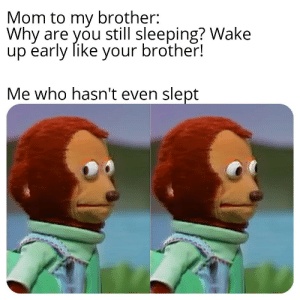 Mom to my brother:
Why are you still sleeping? Wake
up early like your brother!
Me who hasn't even slept